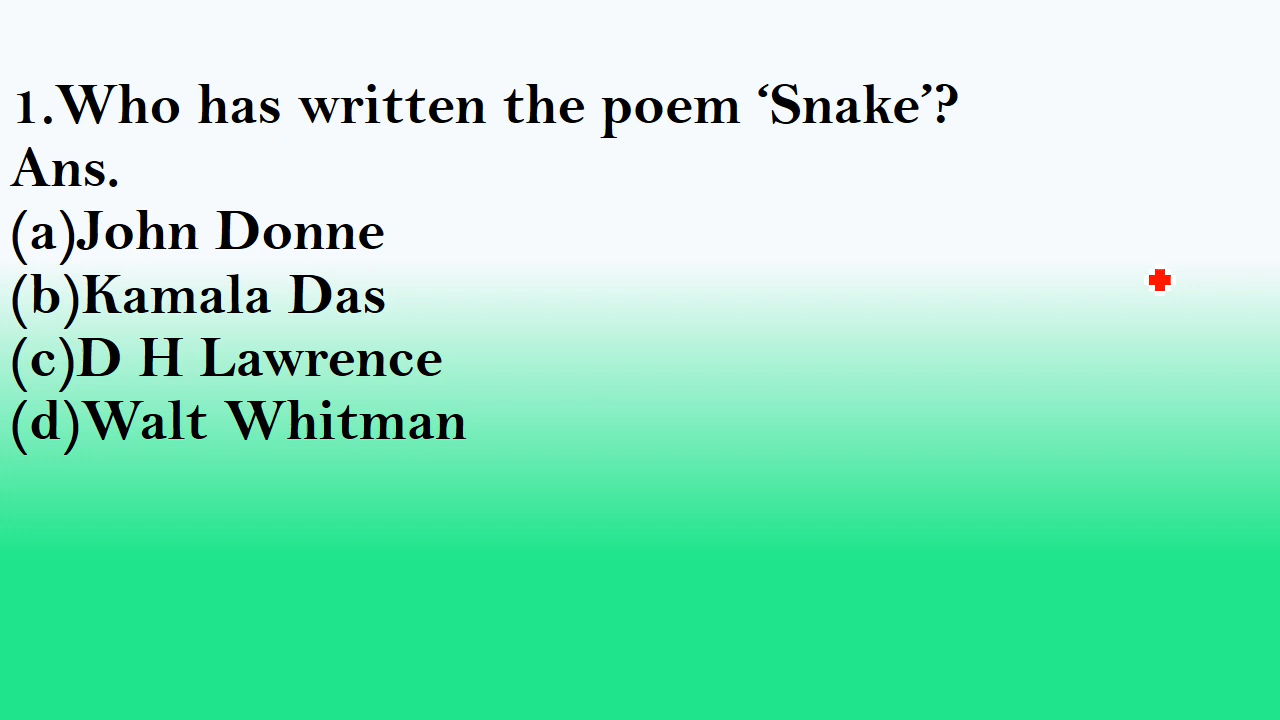 1.Who has written the poem ‘Snake’?
Ans.
(a)John Donne
(b)Kamala Das
(c)D H Lawrence
(d)Walt Whitman